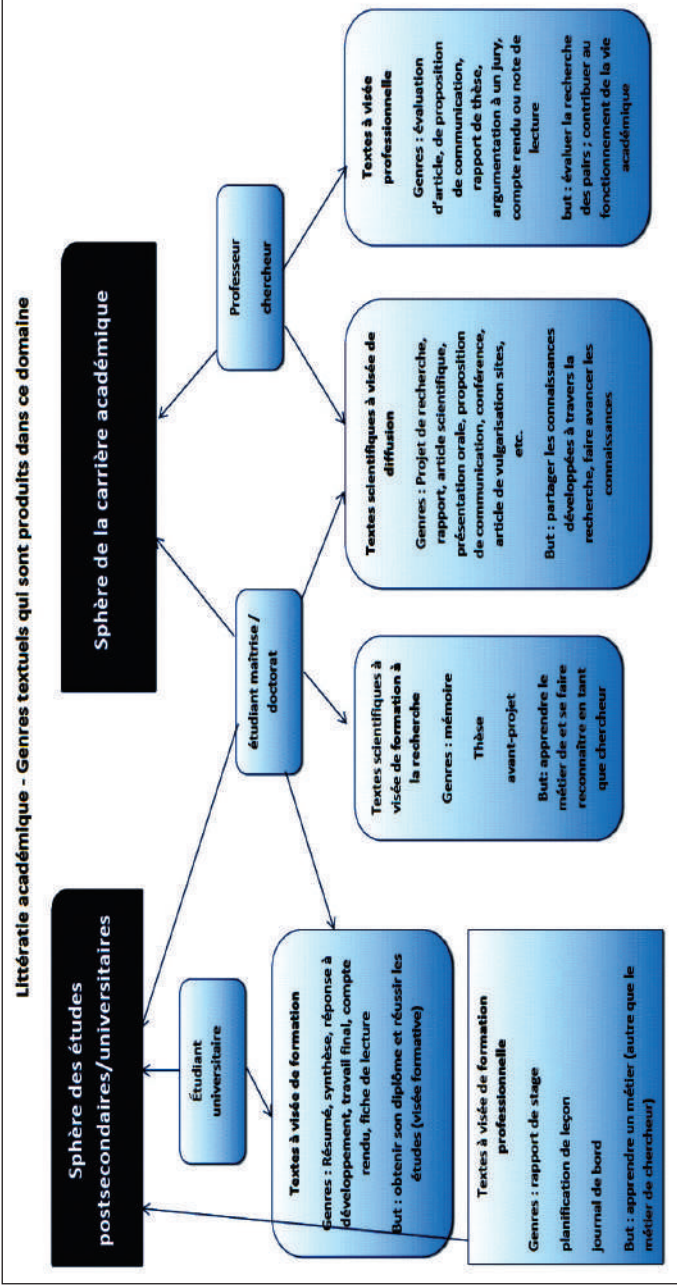 Littératie académique - Genres textuels qui sont produits dans ce domaine
Sphère des études
postsecondaires/universitaires
Sphère de la carrière académique
Étudiant
universitaire
étudiant maîtrise /
doctorat
Professeur
chercheur
Textes à visée de formation
Genres : Résumé, synthèse, réponse à
développement, travail final, compte
rendu, fiche de lecture
But : obtenir son diplôme et réussir les
études (visée formative)
Textes à visée de formation
professionnelle
Genres : rapport de stage
planification de leçon
journal de bord
But : apprendre un métier (autre que le
métier de chercheur)
Textes scientifiques à
visée de formation à
la recherche
Genres : mémoire
Thèse
avant-projet
But: apprendre le
métier de et se faire
reconnaître en tant
que chercheur
Textes scientifiques à visée de
diffusion
Genres : Projet de recherche,
rapport, article scientifique,
présentation orale, proposition
de communication, conférence,
article de vulgarisation sites,
etc.
But : partager les connaissances
développées à travers la
recherche, faire avancer les
connaissances
Textes à visée
professionnelle
Genres : évaluation
d'article, de proposition
de communication,
rapport de thèse,
argumentation à un jury,
compte rendu ou note de
lecture
but : évaluer la recherche
des pairs ; contribuer au
fonctionnement de la vie
académique